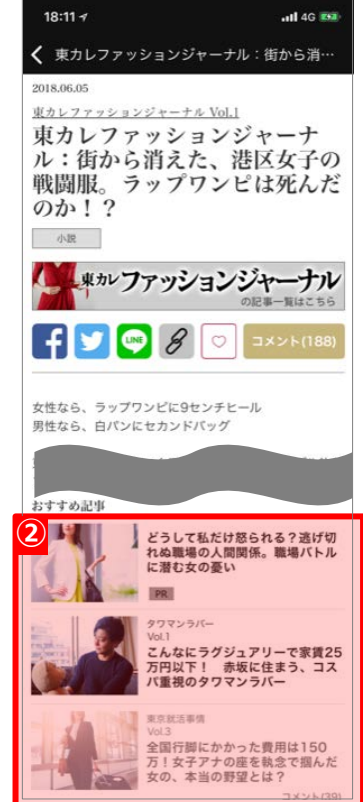 18:11
4G
東カレファッションジャーナル：街から消…
2018.06.05
東カレファッションジャーナル Vol.1
東カレファッションジャーナ
ル：街から消えた、港区女子の
戦闘服。ラップワンピは死んだ
のか！？
小説
東カレファッションジャーナル
の記事一覧はこちら
LINE
コメント(188)
女性なら、ラップワンピに9センチヒール
男性なら、白パンにセカンドバッグ
おすすめ記事
②
どうして私だけ怒られる？逃げ切
れぬ職場の人間関係。職場バトル
に潜む女の憂い
PR
タワマンラバー
Vol.1
こんなにラグジュアリーで家賃25
万円以下！ 赤坂に住まう、コス
パ重視のタワマンラバー
東京就活事情
Vol.3
全国行脚にかかった費用は150
万！女子アナの座を執念で掴んだ
女の、本当の野望とは？
コメント(39)